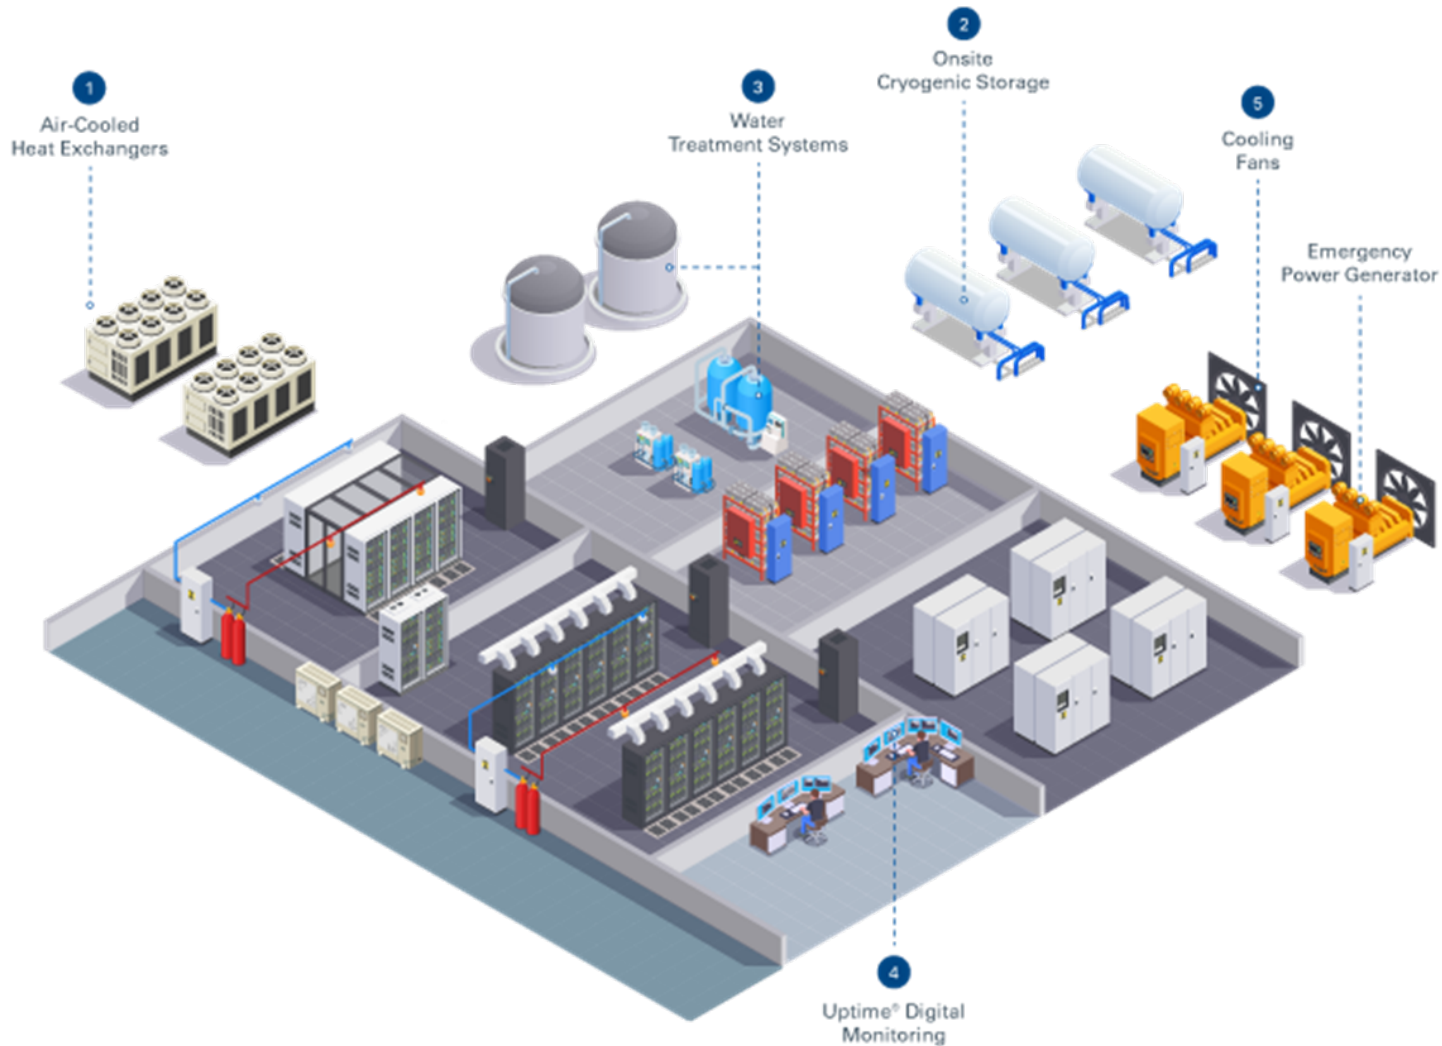 1
Air-Cooled
Heat Exchangers
2
Onsite
Cryogenic Storage
3
Water
Treatment Systems
5
Cooling
Fans
Emergency
Power Generator
4
Uptime® Digital
Monitoring